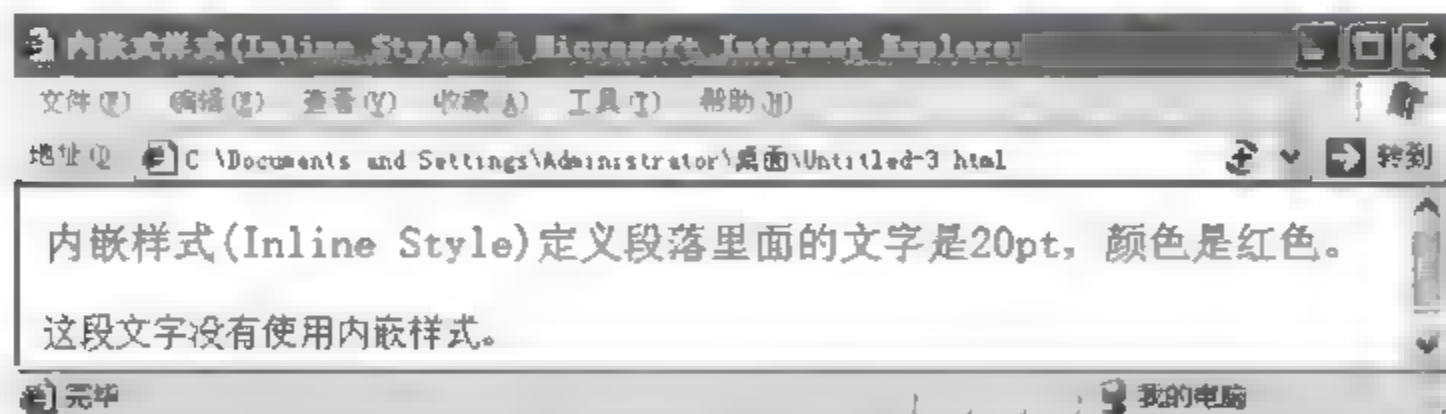 内嵌式样式(Inline Style) - Microsoft Internet Explorer
文件(F) 编辑(E) 查看(V) 收藏(A) 工具(T) 帮助(H)
地址(D) C:\Documents and Settings\Administrator\桌面\Untitled-3.html 转到
内嵌样式(Inline Style)定义段落里面的文字是20pt，颜色是红色。
这段文字没有使用内嵌样式。
完毕 我的电脑